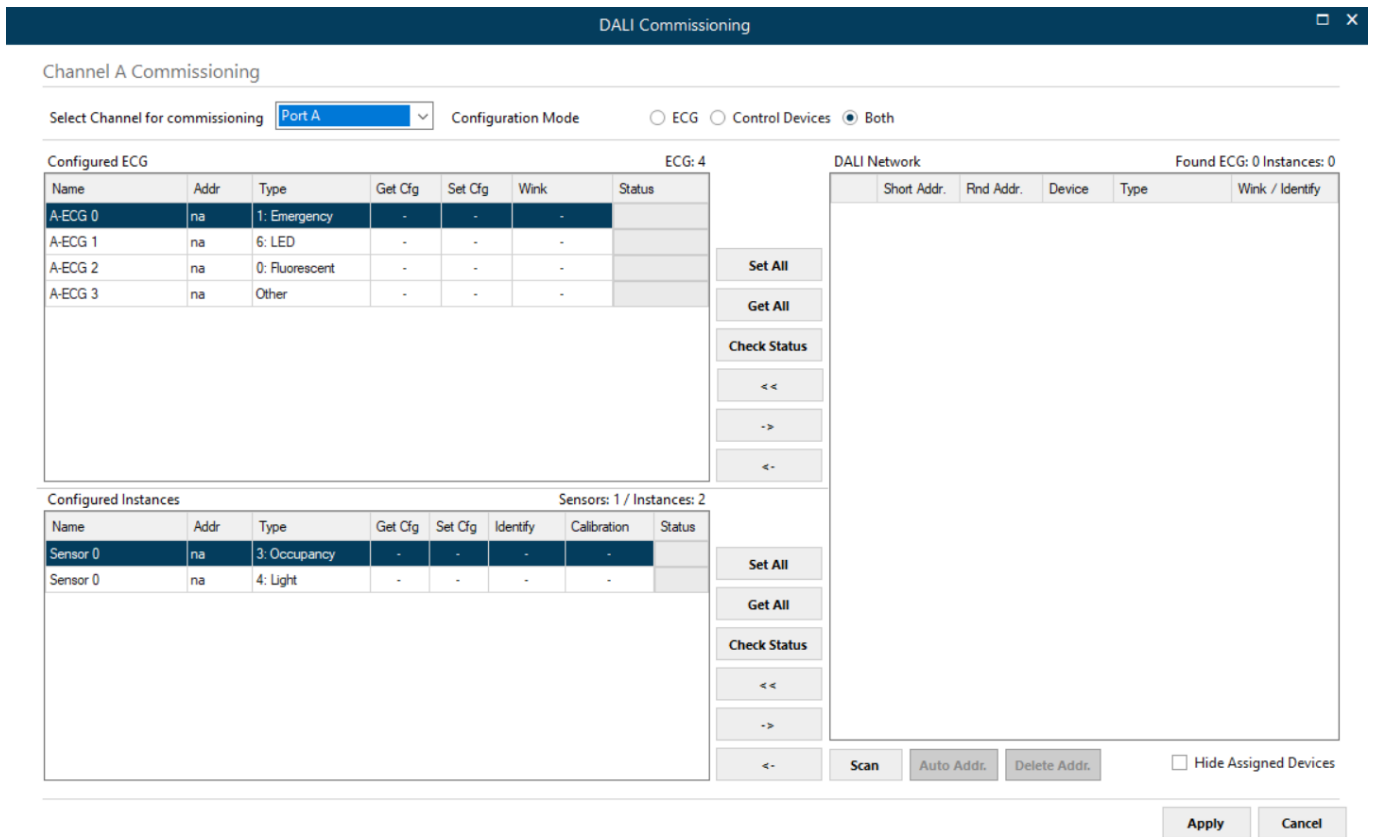 DALI Commissioning
Channel A Commissioning
Select Channel for commissioning Port A Configuration Mode ECG Control Devices Both
Configured ECG ECG: 4
Name Addr Type Get Cfg Set Cfg Wink Status
A-ECG 0 na 1: Emergency - - -
A-ECG 1 na 6: LED - - -
A-ECG 2 na 0: Fluorescent - - -
A-ECG 3 na Other - - -
Set All
Get All
Check Status
<<
->
<-
Configured Instances Sensors: 1 / Instances: 2
Name Addr Type Get Cfg Set Cfg Identify Calibration Status
Sensor 0 na 3: Occupancy - - - -
Sensor 0 na 4: Light - - - -
Set All
Get All
Check Status
<<
->
<-
DALI Network Found ECG: 0 Instances: 0
Short Addr. Rnd Addr. Device Type Wink / Identify
Scan Auto Addr. Delete Addr. Hide Assigned Devices
Apply Cancel